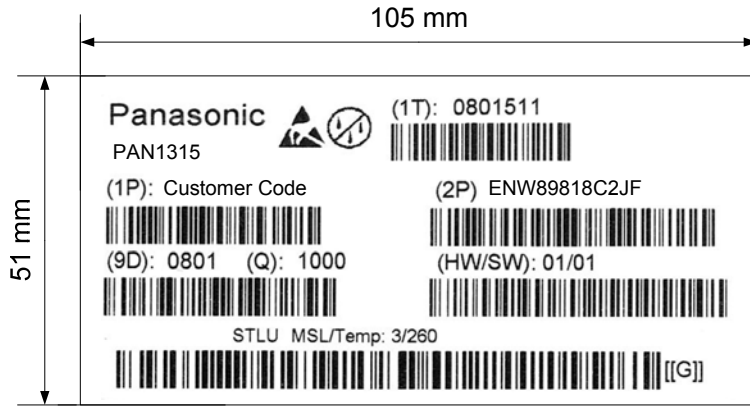 105 mm
51 mm
Panasonic
(1T): 0801511
PAN1315
(1P): Customer Code
(2P) ENW89818C2JF
(9D): 0801 (Q): 1000
(HW/SW): 01/01
STLU MSL/Temp: 3/260
[[G]]